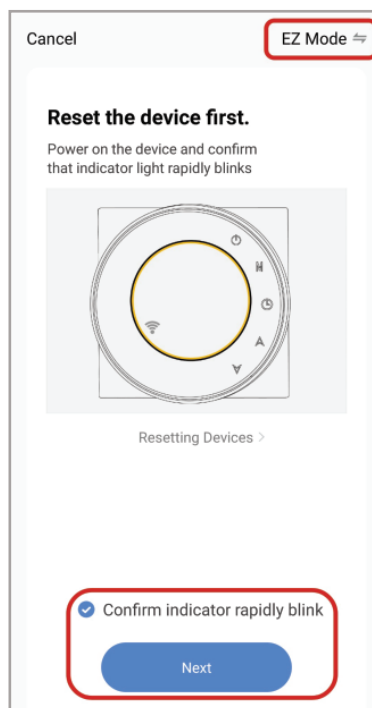 Cancel
EZ Mode
Reset the device first.
Power on the device and confirm
that indicator light rapidly blinks
M
Resetting Devices >
Confirm indicator rapidly blink
Next